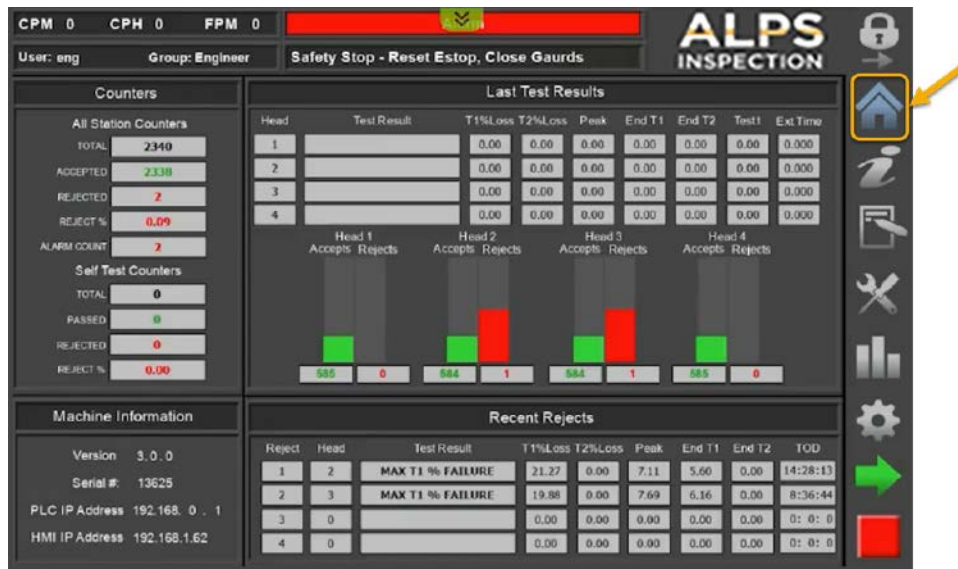 CPM 0 CPH 0 FPM 0
ALPS
INSPECTION
User: eng Group: Engineer Safety Stop - Reset Estop, Close Gaurds
Counters
All Station Counters
TOTAL 2340
ACCEPTED 2338
REJECTED 2
REJECT % 0.09
ALARM COUNT 2
Self Test Counters
TOTAL 0
PASSED 0
REJECTED 0
REJECT % 0.00
Last Test Results
Head Test Result T1%Loss T2%Loss Peak End T1 End T2 Test1 Ext Time
1 0.00 0.00 0.00 0.00 0.00 0.00 0.000
2 0.00 0.00 0.00 0.00 0.00 0.00 0.000
3 0.00 0.00 0.00 0.00 0.00 0.00 0.000
4 0.00 0.00 0.00 0.00 0.00 0.00 0.000
Head 1 Head 2 Head 3 Head 4
Accepts Rejects Accepts Rejects Accepts Rejects Accepts Rejects
585 0 584 1 584 1 585 0
Machine Information
Version 3.0.0
Serial #: 13625
PLC IP Address 192.168. 0 . 1
HMI IP Address 192.168.1.62
Recent Rejects
Reject Head Test Result T1%Loss T2%Loss Peak End T1 End T2 TOD
1 2 MAX T1 % FAILURE 21.27 0.00 7.11 5.60 0.00 14:28:13
2 3 MAX T1 % FAILURE 19.88 0.00 7.69 6.16 0.00 8:36:44
3 0 0.00 0.00 0.00 0.00 0.00 0: 0: 0
4 0 0.00 0.00 0.00 0.00 0.00 0: 0: 0